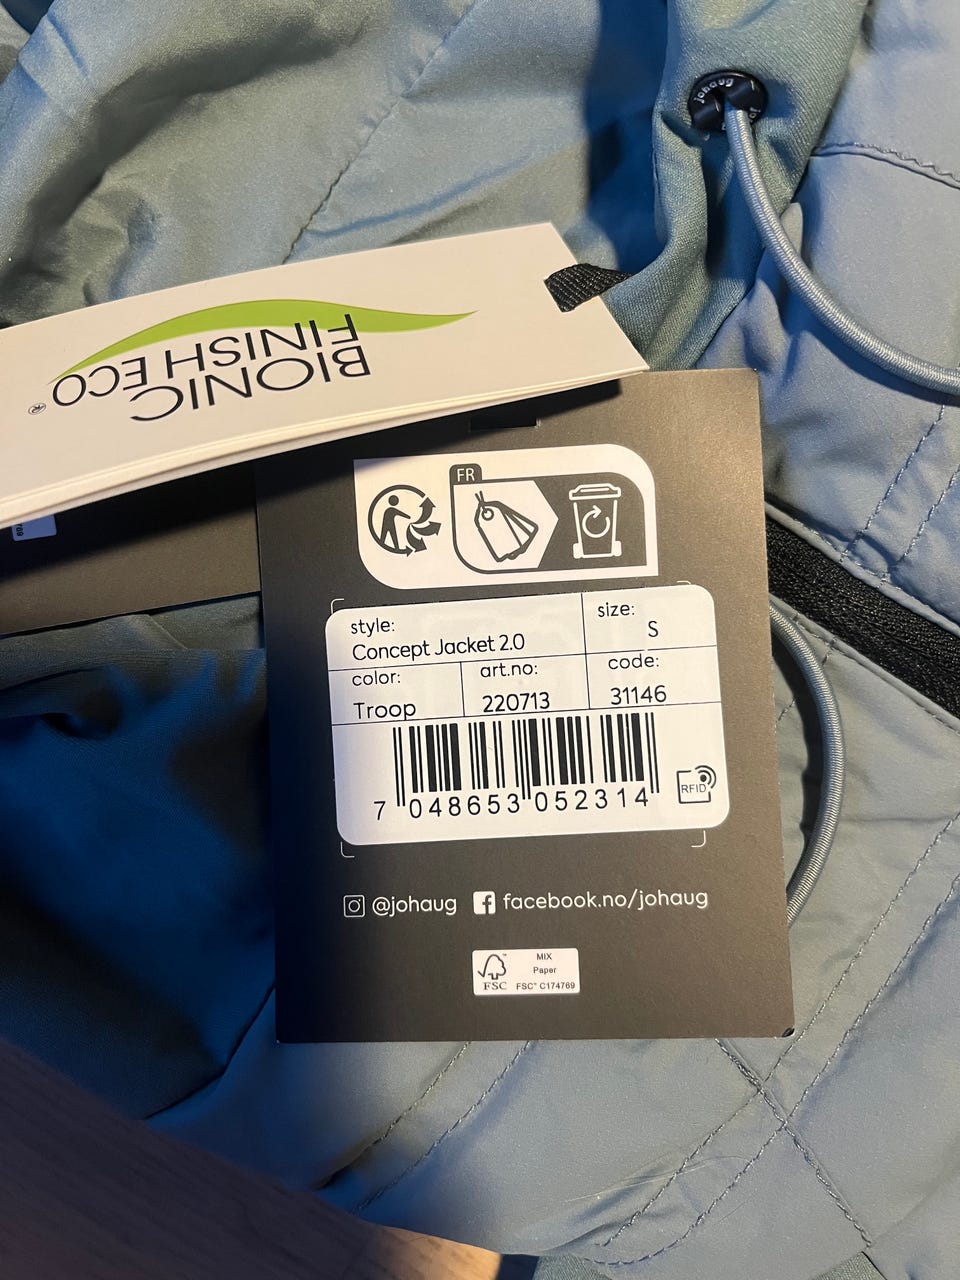 johaug
BIONIC
FINISH ECO®
FR
style:
Concept Jacket 2.0
size:
S
color:
Troop
art.no:
220713
code:
31146
7 048653 052314
RFID
@johaug
facebook.no/johaug
MIX
Paper
FSC™ C174769
FSC